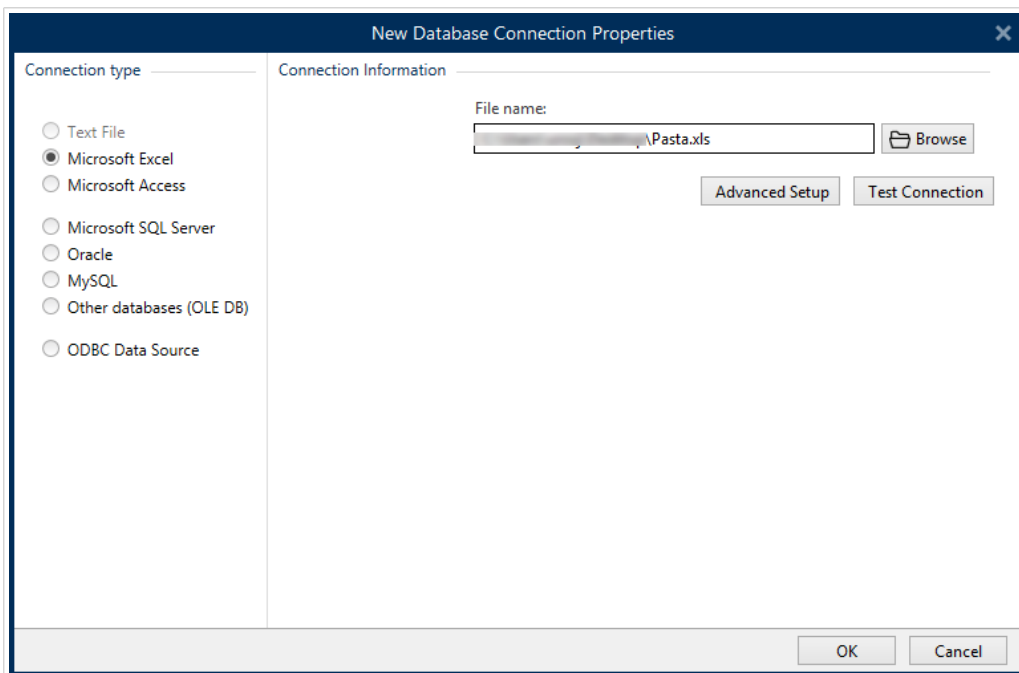 New Database Connection Properties
Connection type
Connection Information
File name:
\Pasta.xls
Browse
Advanced Setup
Test Connection
Text File
Microsoft Excel
Microsoft Access
Microsoft SQL Server
Oracle
MySQL
Other databases (OLE DB)
ODBC Data Source
OK
Cancel